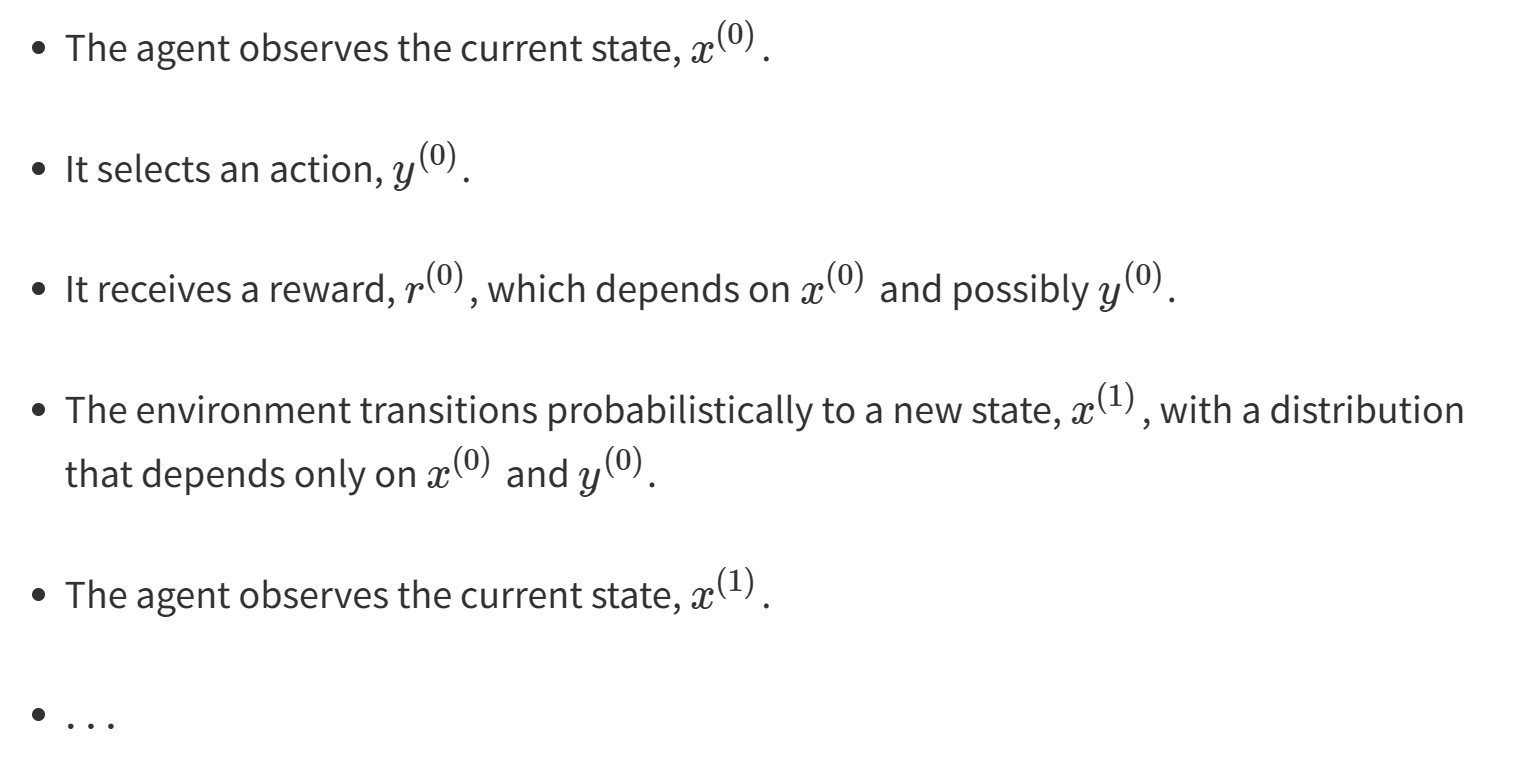 • The agent observes the current state, x^(0).
• It selects an action, y^(0).
• It receives a reward, r^(0), which depends on x^(0) and possibly y^(0).
• The environment transitions probabilistically to a new state, x^(1), with a distribution
that depends only on x^(0) and y^(0).
• The agent observes the current state, x^(1).
• . . .